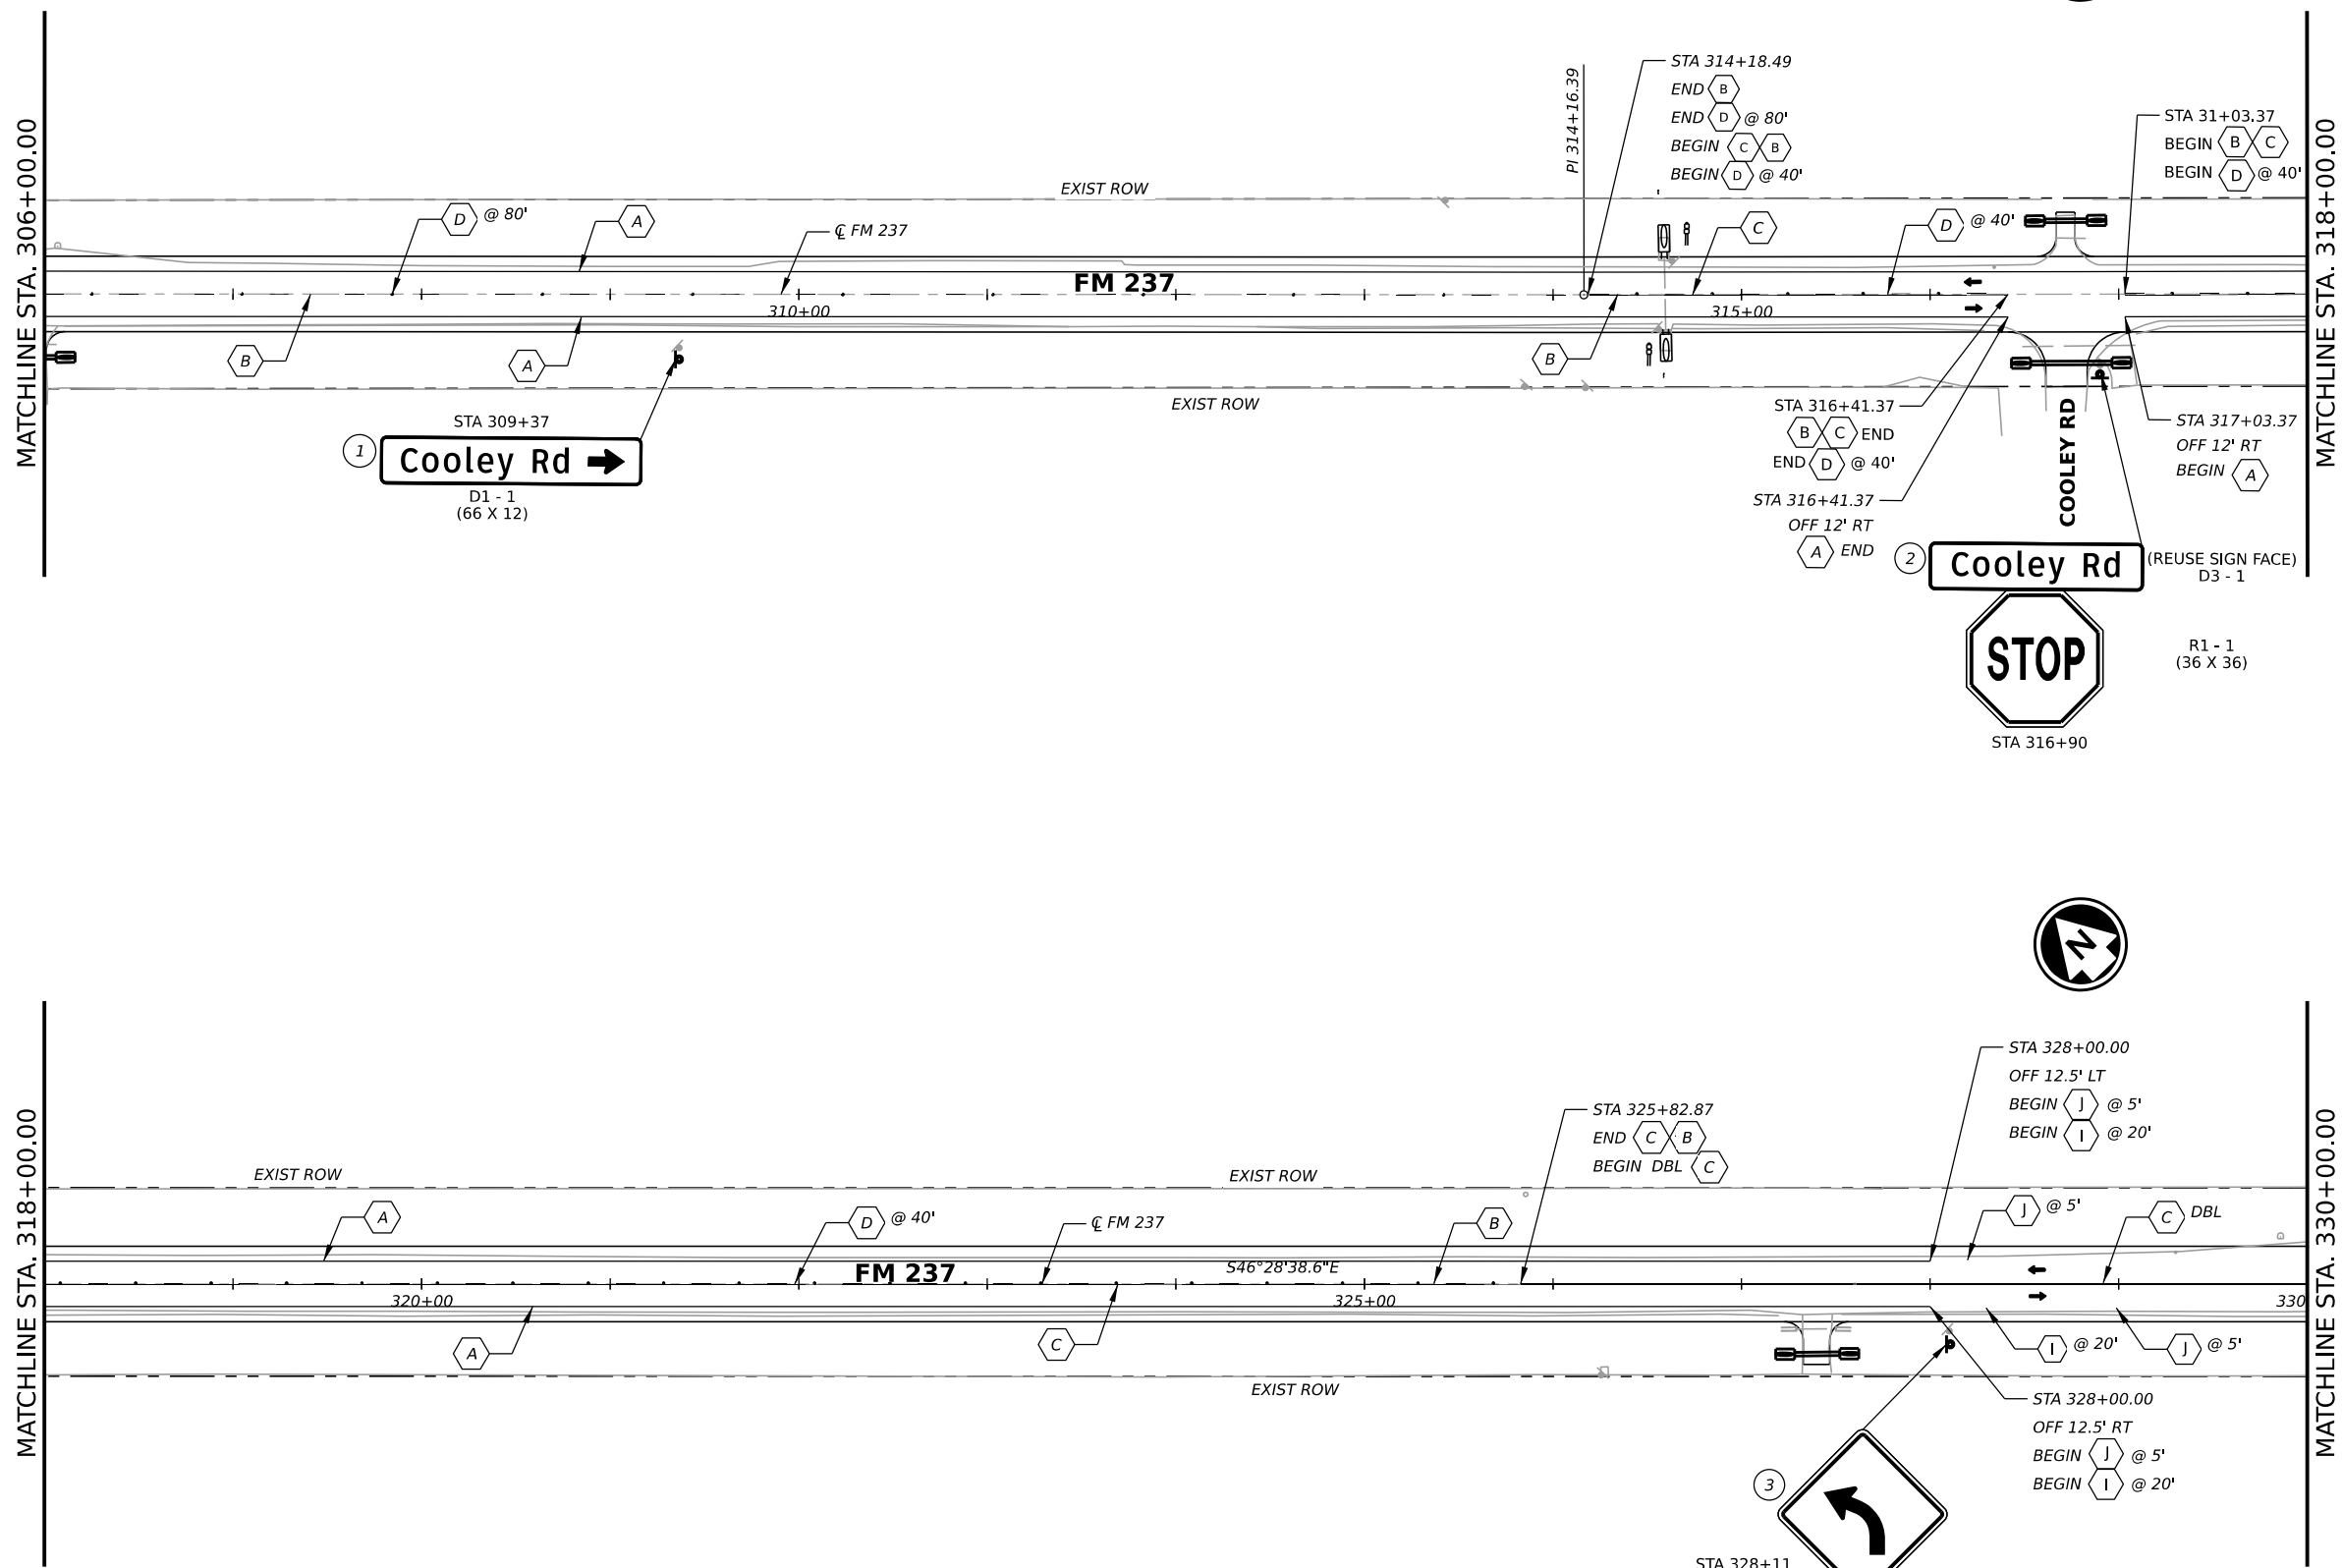 MATCHLINE STA. 306+00.00
STA 314+18.49
END B
END D @ 80'
BEGIN C B
BEGIN D @ 40'
PI 314+16.39
STA 31+03.37
BEGIN B C
BEGIN D @ 40'
MATCHLINE STA. 318+00.00
EXIST ROW
D @ 80'
A
℄ FM 237
C
D @ 40'
FM 237
310+00
315+00
B
A
B
EXIST ROW
STA 309+37
1
Cooley Rd
D1 - 1
(66 X 12)
STA 316+41.37
B C END
END D @ 40'
STA 316+41.37
OFF 12' RT
A END
COOLEY RD
STA 317+03.37
OFF 12' RT
BEGIN A
2
Cooley Rd
(REUSE SIGN FACE)
D3 - 1
STOP
R1 - 1
(36 X 36)
STA 316+90
N
MATCHLINE STA. 318+00.00
STA 328+00.00
OFF 12.5' LT
BEGIN J @ 5'
BEGIN I @ 20'
STA 325+82.87
END C B
BEGIN DBL C
MATCHLINE STA. 330+00.00
EXIST ROW
EXIST ROW
A
D @ 40'
℄ FM 237
B
J @ 5'
C DBL
FM 237
S46°28'38.6"E
320+00
325+00
330
A
C
I @ 20'
J @ 5'
EXIST ROW
STA 328+00.00
OFF 12.5' RT
BEGIN J @ 5'
BEGIN I @ 20'
3
STA 328+11